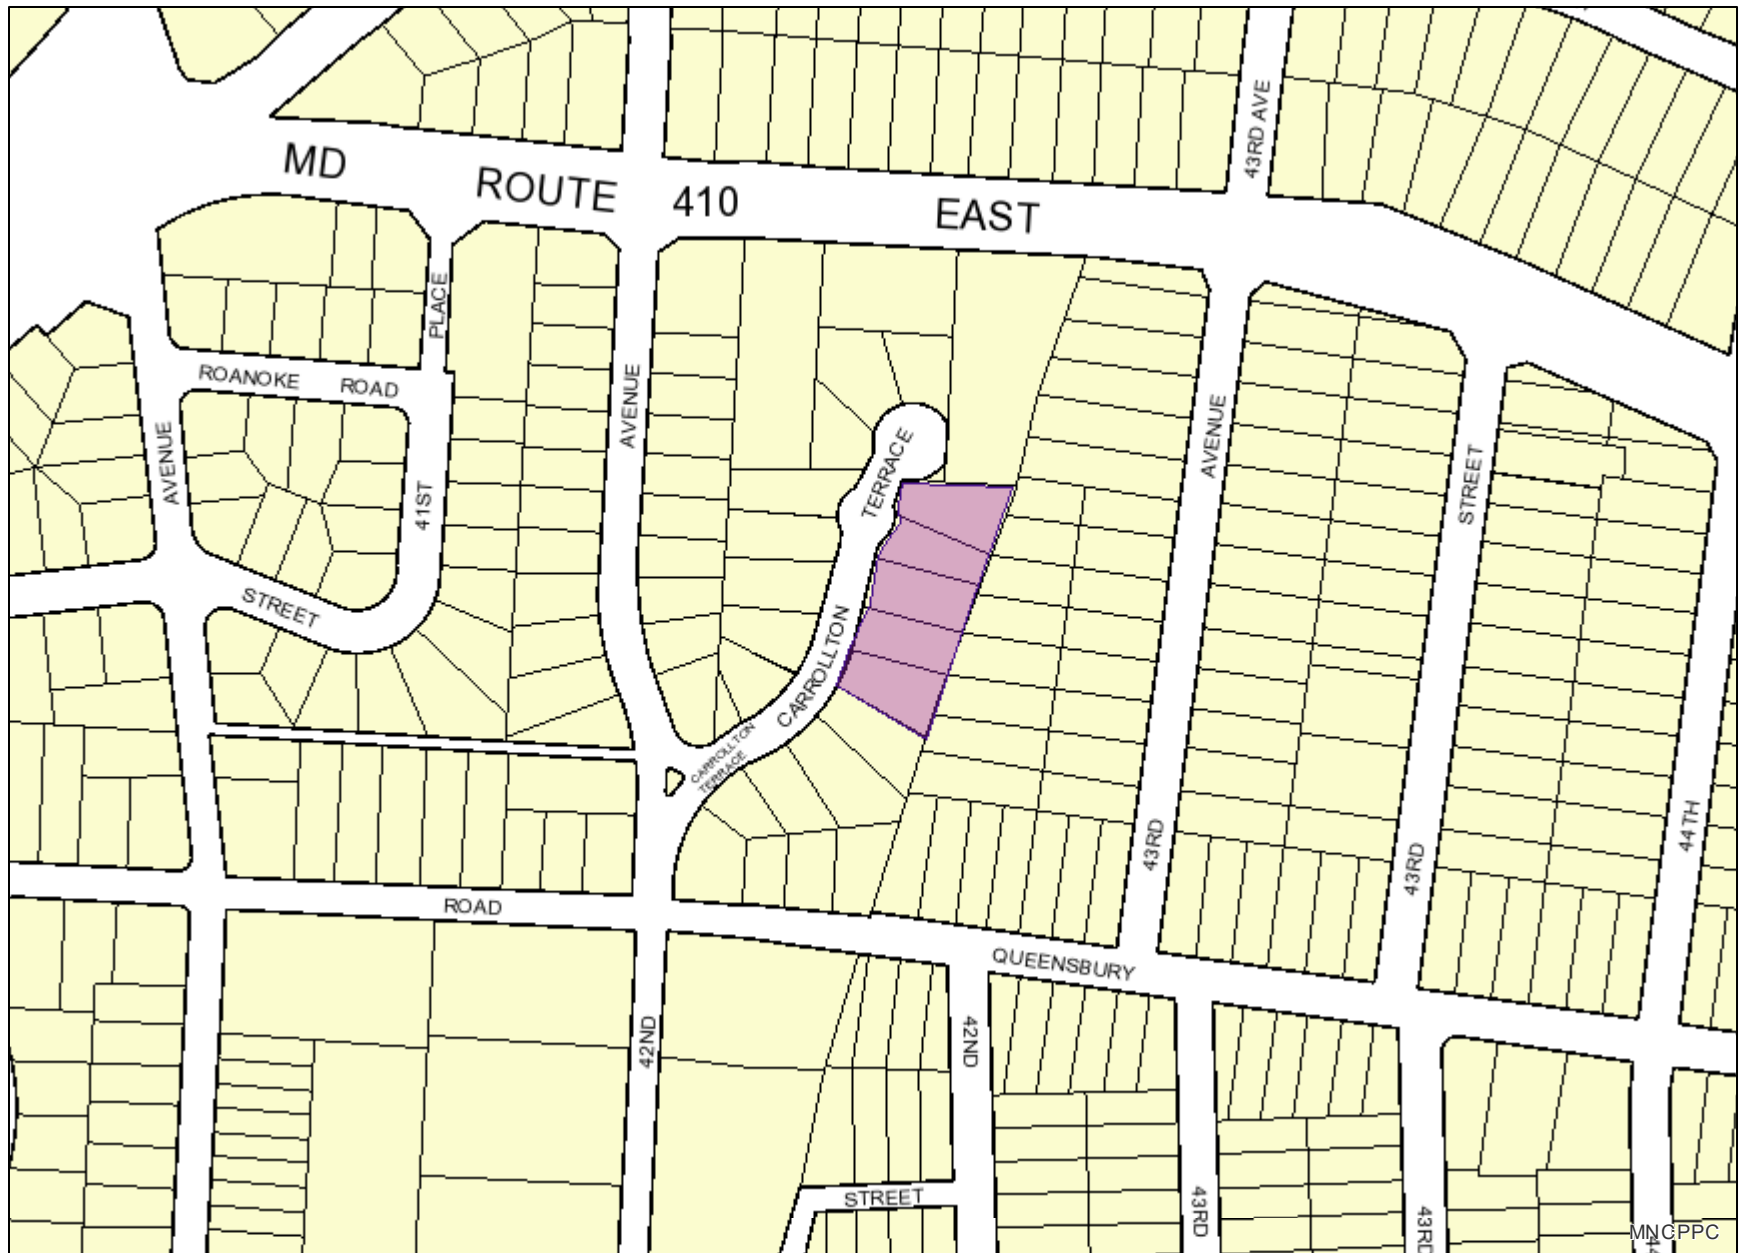 43RD AVE
MD ROUTE 410 EAST
PLACE
ROANOKE ROAD
AVENUE
AVENUE
AVENUE
TERRACE
STREET
41ST
STREET
CARROLLTON
CARROLLTON
TERRACE
43RD
43RD
44TH
ROAD
QUEENSBURY
42ND
42ND
STREET
43RD
43RD
MNCPPC